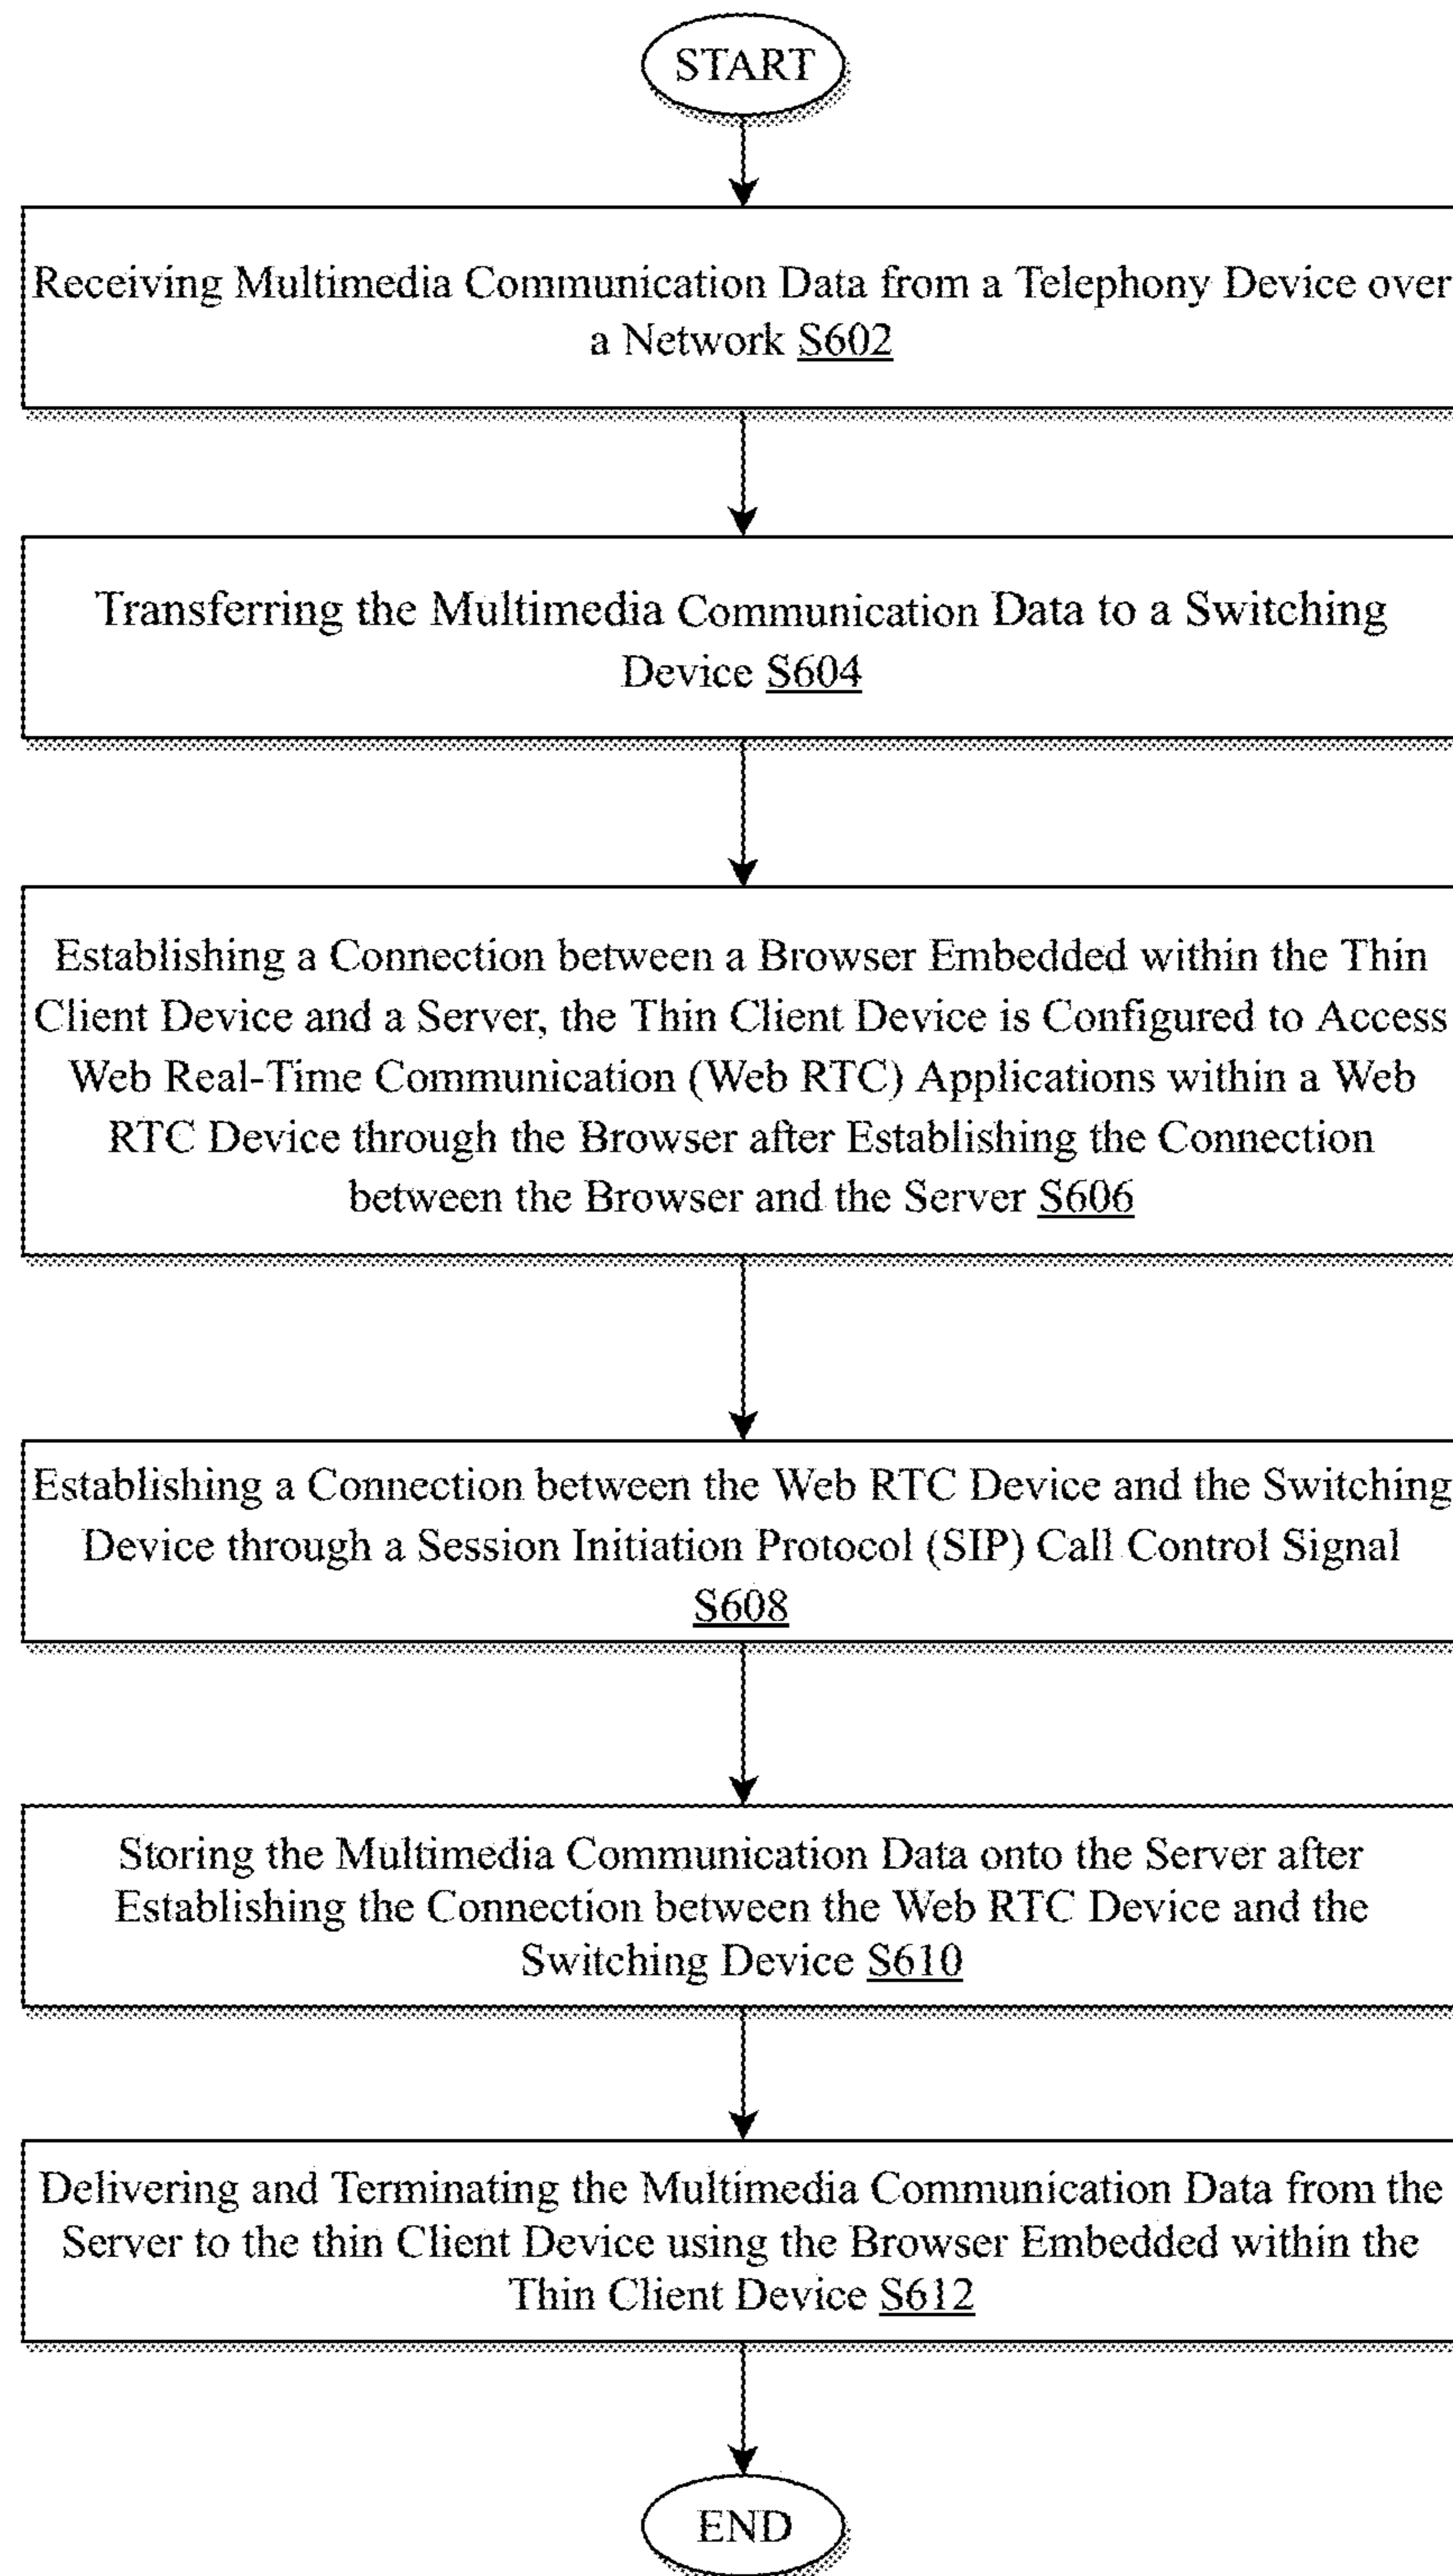 START
Receiving Multimedia Communication Data from a Telephony Device over
a Network S602
Transferring the Multimedia Communication Data to a Switching
Device S604
Establishing a Connection between a Browser Embedded within the Thin
Client Device and a Server, the Thin Client Device is Configured to Access
Web Real-Time Communication (Web RTC) Applications within a Web
RTC Device through the Browser after Establishing the Connection
between the Browser and the Server S606
Establishing a Connection between the Web RTC Device and the Switching
Device through a Session Initiation Protocol (SIP) Call Control Signal
S608
Storing the Multimedia Communication Data onto the Server after
Establishing the Connection between the Web RTC Device and the
Switching Device S610
Delivering and Terminating the Multimedia Communication Data from the
Server to the thin Client Device using the Browser Embedded within the
Thin Client Device S612
END